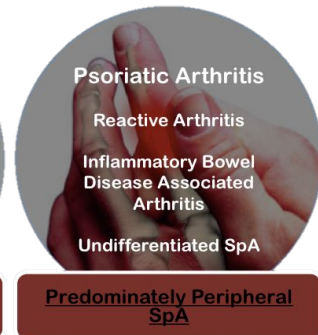 Psoriatic Arthritis
Reactive Arthritis
Inflammatory Bowel
Disease Associated
Arthritis
Undifferentiated SpA
Predominately Peripheral
SpA